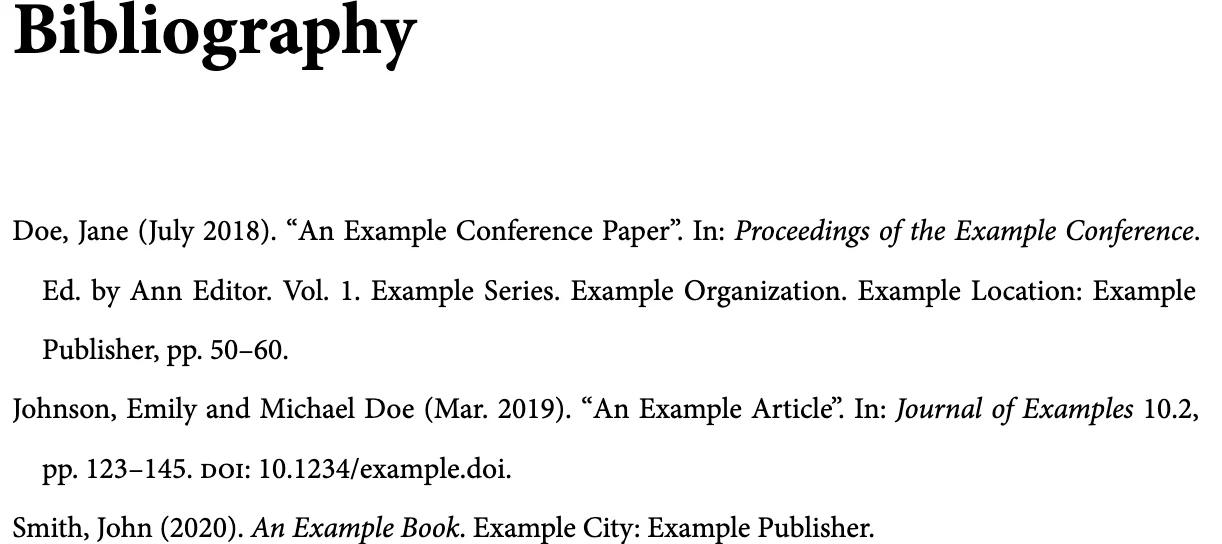 Bibliography
Doe, Jane (July 2018). “An Example Conference Paper”. In: Proceedings of the Example Conference.
Ed. by Ann Editor. Vol. 1. Example Series. Example Organization. Example Location: Example
Publisher, pp. 50–60.
Johnson, Emily and Michael Doe (Mar. 2019). “An Example Article”. In: Journal of Examples 10.2,
pp. 123–145. DOI: 10.1234/example.doi.
Smith, John (2020). An Example Book. Example City: Example Publisher.